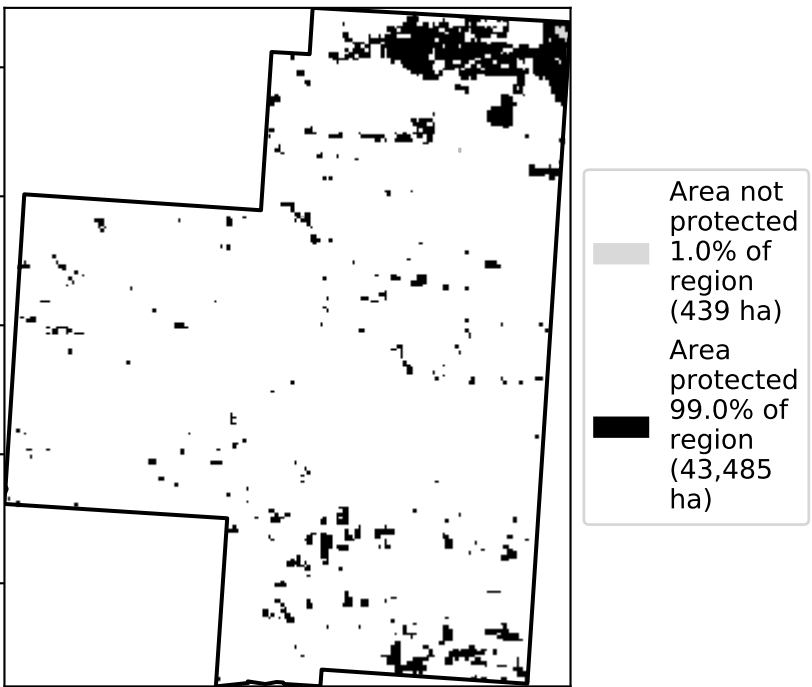 Area not
protected
1.0% of
region
(439 ha)
Area
protected
99.0% of
region
(43,485
ha)